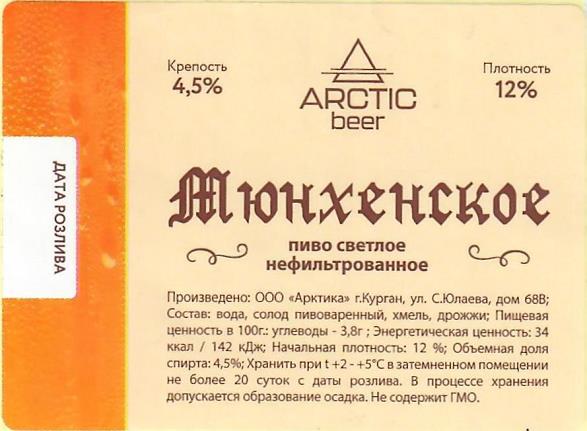 Крепость
4,5%
ARCTIC
beer
Плотность
12%
ДАТА РОЗЛИВА
Мюнхенское
пиво светлое
нефильтрованное
Произведено: ООО «Арктика» г.Курган, ул. С.Юлаева, дом 68В;
Состав: вода, солод пивоваренный, хмель, дрожжи; Пищевая
ценность в 100г.: углеводы - 3,8г ; Энергетическая ценность: 34
ккал / 142 кДж; Начальная плотность: 12 %; Объемная доля
спирта: 4,5%; Хранить при t +2 - +5°С в затемненном помещении
не более 20 суток с даты розлива. В процессе хранения
допускается образование осадка. Не содержит ГМО.